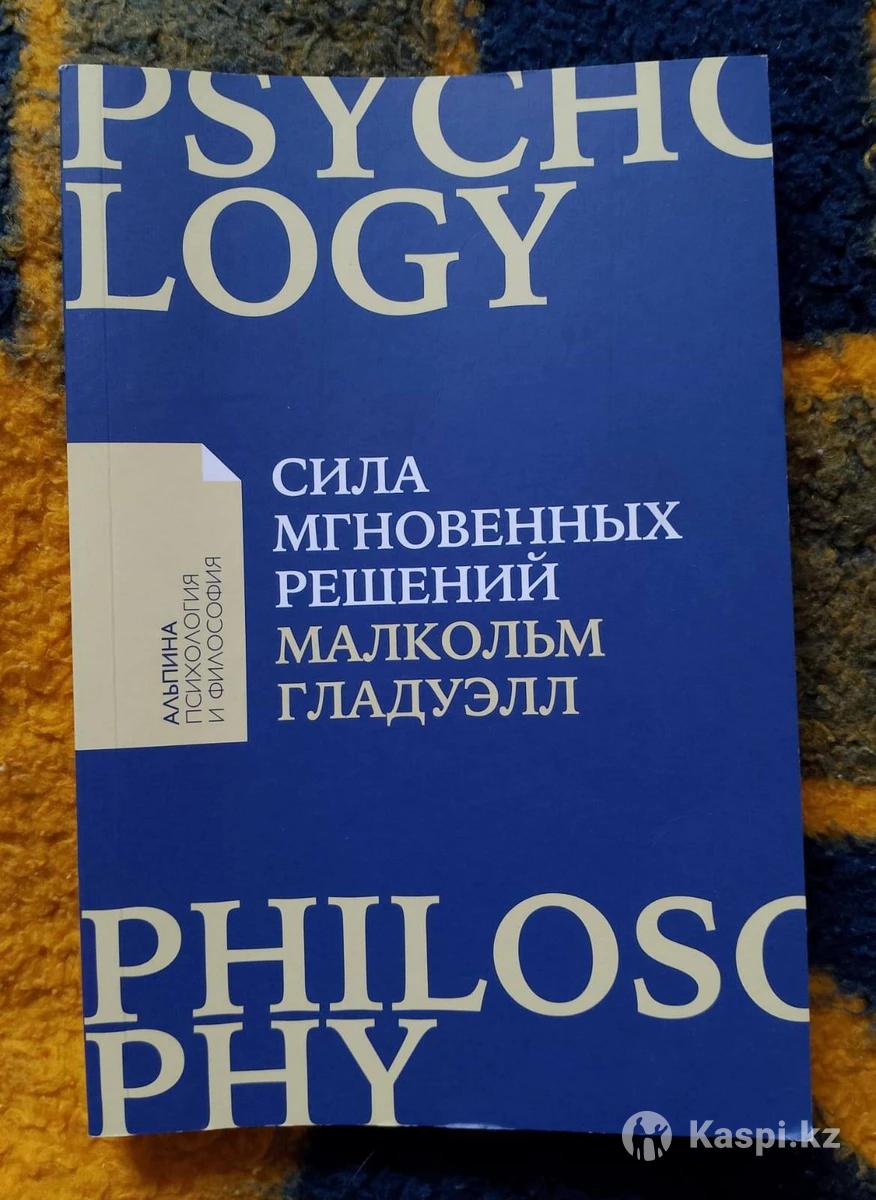 PSYCHO
LOGY
СИЛА
МГНОВЕННЫХ
РЕШЕНИЙ
МАЛКОЛЬМ
ГЛАДУЭЛЛ
АЛЬПИНА
ПСИХОЛОГИЯ
И ФИЛОСОФИЯ
PHILOSO
PHY
Kaspi.kz